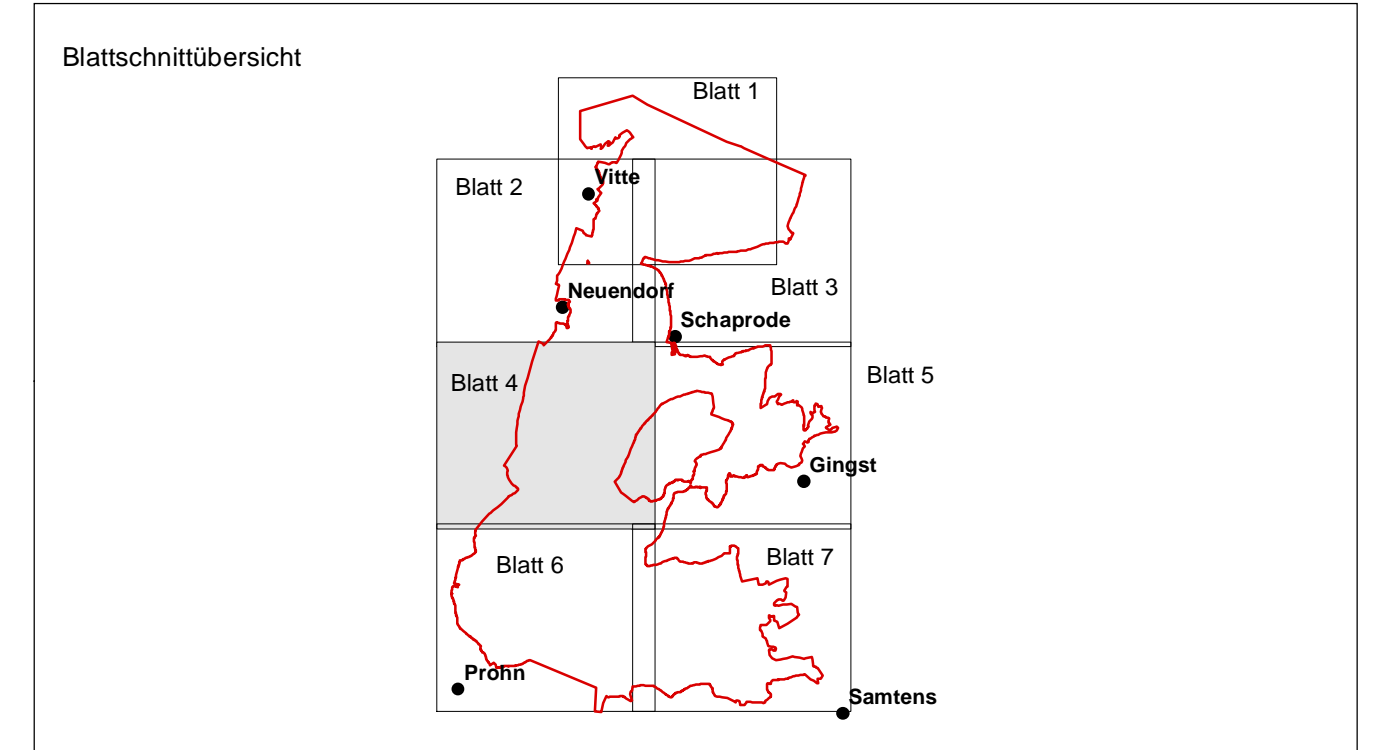 Blattschnittübersicht
Blatt 1
Vitte
Blatt 2
Neuendorf
Blatt 3
Schaprode
Blatt 4
Blatt 5
Gingst
Blatt 6
Blatt 7
Prohn
Samtens